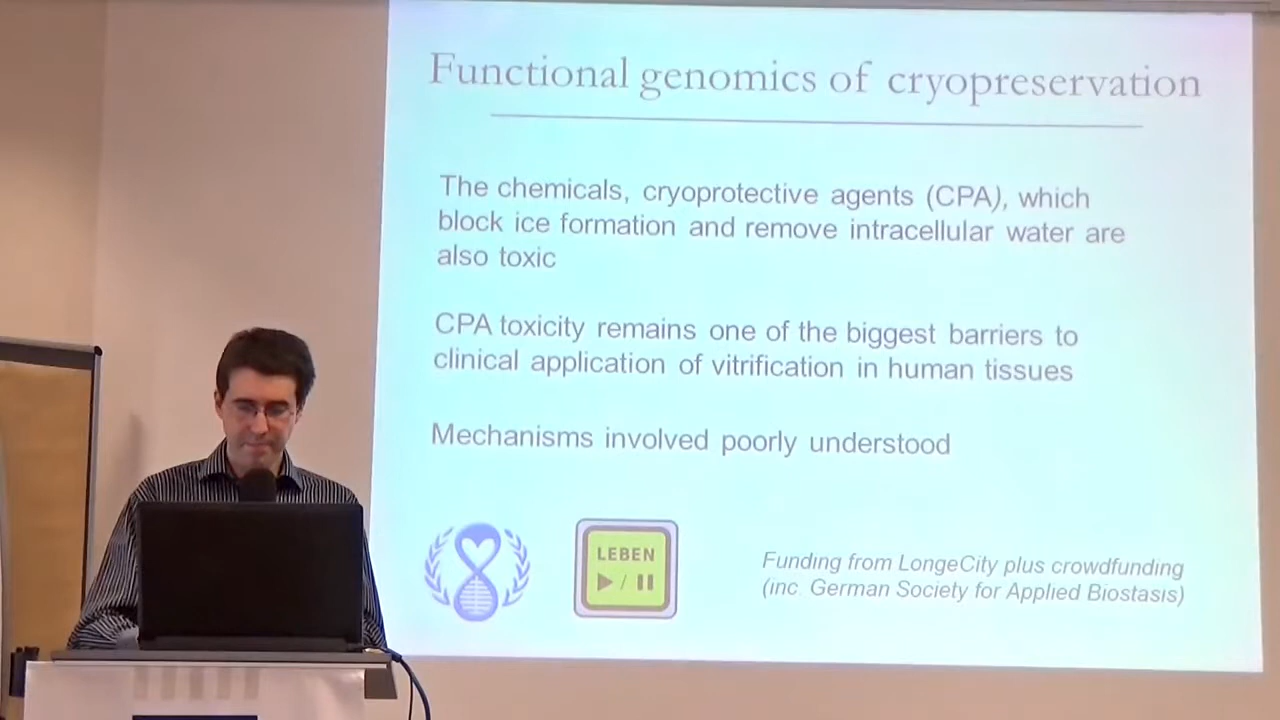 Functional genomics of cryopreservation
The chemicals, cryoprotective agents (CPA), which
block ice formation and remove intracellular water are
also toxic
CPA toxicity remains one of the biggest barriers to
clinical application of vitrification in human tissues
Mechanisms involved poorly understood
LEBEN
Funding from LongeCity plus crowdfunding
(inc. German Society for Applied Biostasis)